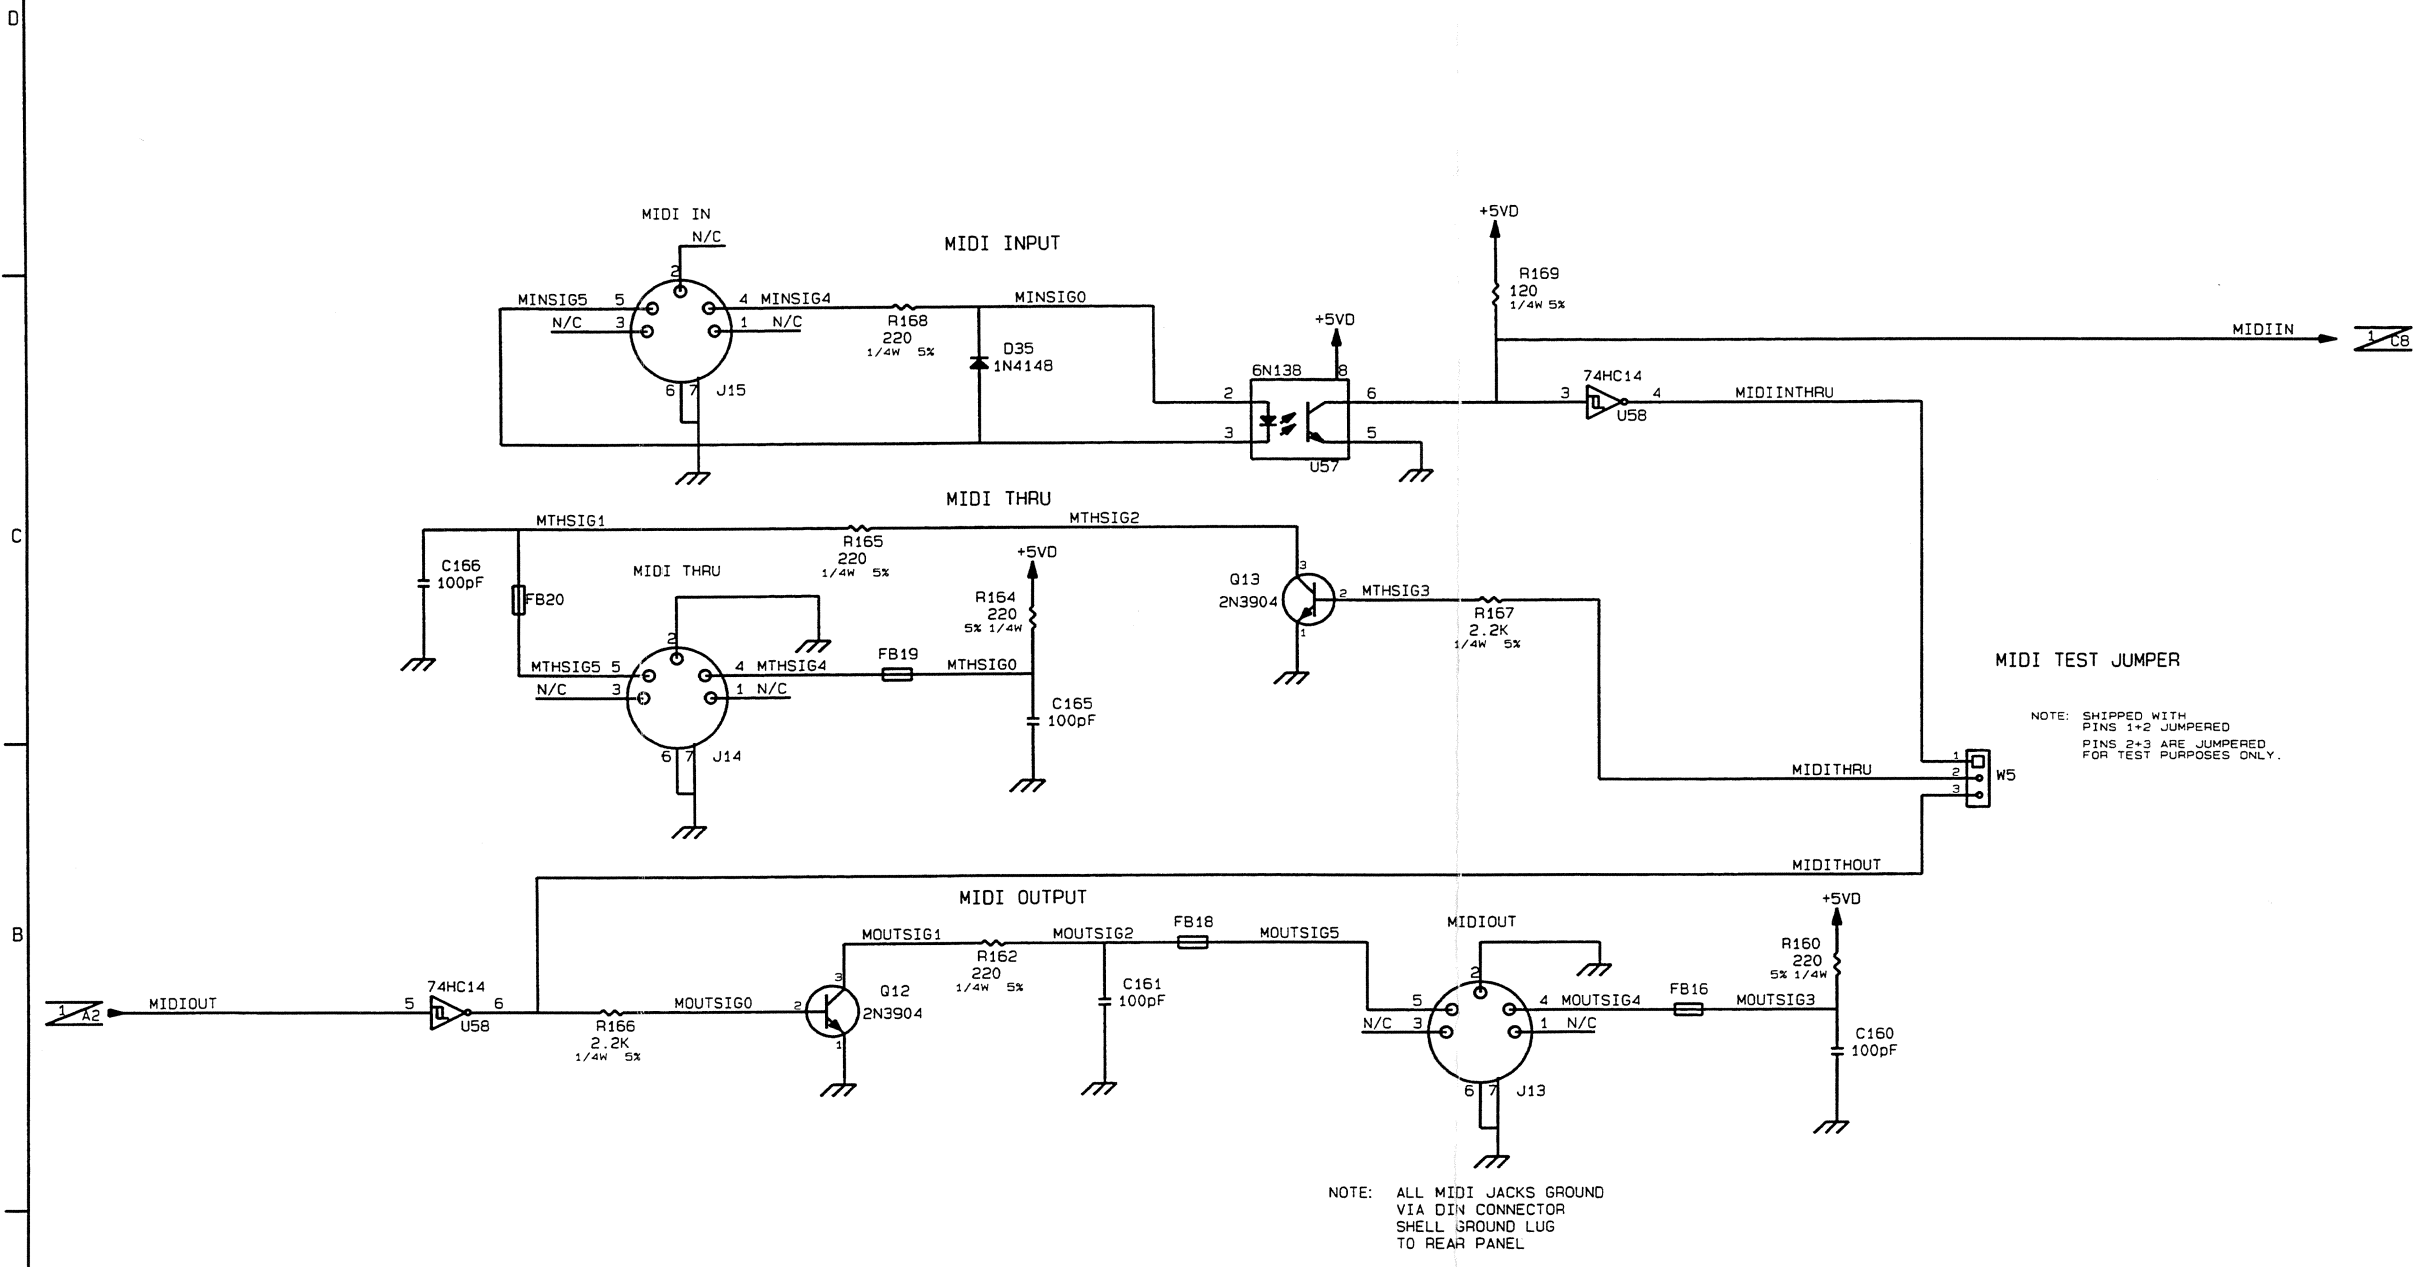 D
MIDI IN
N/C
MIDI INPUT
+5VD
2
MINSIG5 5
4 MINSIG4
MINSIG0
R169
120
1/4W 5%
N/C 3
1 N/C
R168
220
1/4W 5%
+5VD
MIDIIN
1 C8
D35
1N4148
6N138
8
74HC14
6 7 J15
2
6
3
4
MIDIINTHRU
U58
3
5
U57
MIDI THRU
MTHSIG1
MTHSIG2
C
R165
220
1/4W 5%
+5VD
C166
100pF
MIDI THRU
3
Q13
2N3904
2 MTHSIG3
FB20
R164
220
5% 1/4W
R167
2.2K
1/4W 5%
1
2
FB19
MTHSIG5 5
4 MTHSIG4
MTHSIG0
MIDI TEST JUMPER
N/C 3
1 N/C
C165
100pF
NOTE: SHIPPED WITH
PINS 1+2 JUMPERED
PINS 2+3 ARE JUMPERED
FOR TEST PURPOSES ONLY.
6 7 J14
1
MIDITHRU
2
W5
3
MIDITHOUT
MIDI OUTPUT
+5VD
B
MOUTSIG1
MOUTSIG2
FB18
MOUTSIG5
MIDIOUT
R162
220
1/4W 5%
R160
220
5% 1/4W
3
2
74HC14
Q12
2N3904
C161
100pF
FB16
1 A2
MIDIOUT
5
6
U58
MOUTSIG0
2
5
4 MOUTSIG4
MOUTSIG3
R166
2.2K
1/4W 5%
N/C 3
1 N/C
1
C160
100pF
6 7 J13
NOTE: ALL MIDI JACKS GROUND
VIA DIN CONNECTOR
SHELL GROUND LUG
TO REAR PANEL